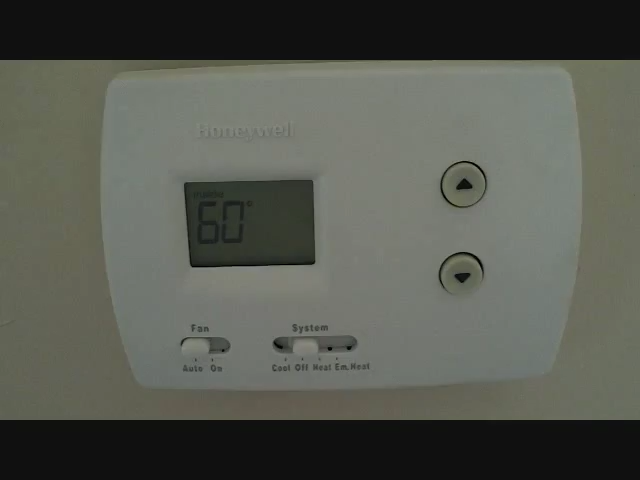 Honeywell
Inside
60°
Fan
System
Auto On
Cool Off Heat Em.Heat